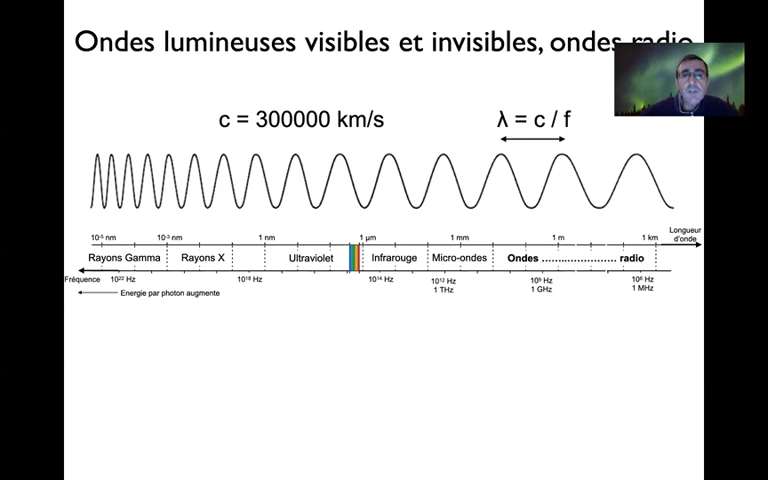 Ondes lumineuses visibles et invisibles, ondes radio
c = 300000 km/s
λ = c / f
10⁻⁵ nm 10⁻³ nm 1 nm 1 μm 1 mm 1 m 1 km Longueur d'onde
Rayons Gamma Rayons X Ultraviolet Infrarouge Micro-ondes Ondes ........................ radio
Fréquence 10²² Hz 10¹⁸ Hz 10¹⁴ Hz 10¹² Hz 10⁹ Hz 10⁶ Hz
1 THz 1 GHz 1 MHz
Energie par photon augmente